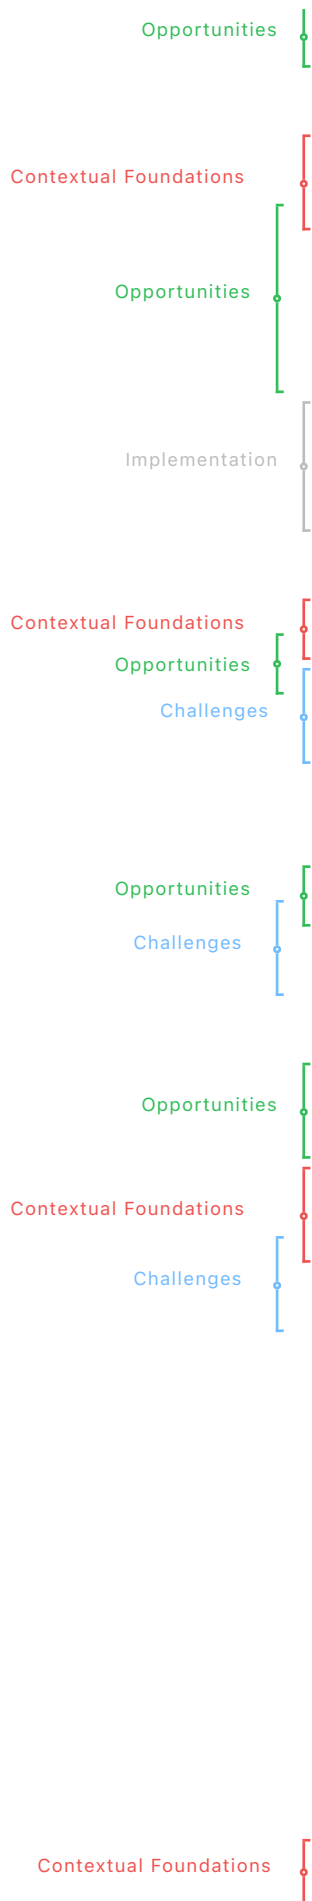 Opportunities
Contextual Foundations
Opportunities
Implementation
Contextual Foundations
Opportunities
Challenges
Opportunities
Challenges
Opportunities
Contextual Foundations
Challenges
Contextual Foundations